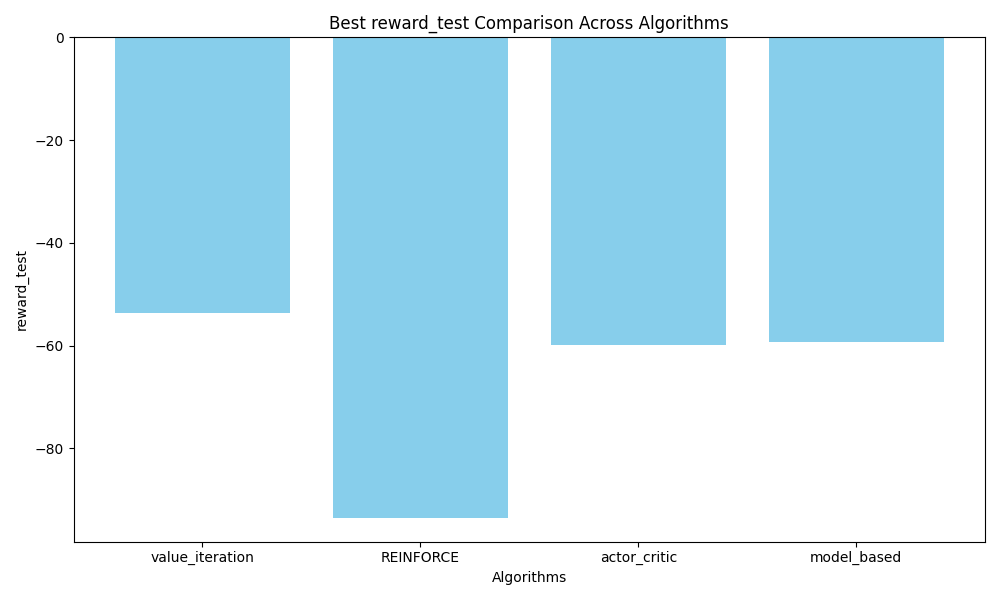 Best reward_test Comparison Across Algorithms
0
−20
−40
−60
−80
reward_test
value_iteration
REINFORCE
actor_critic
model_based
Algorithms